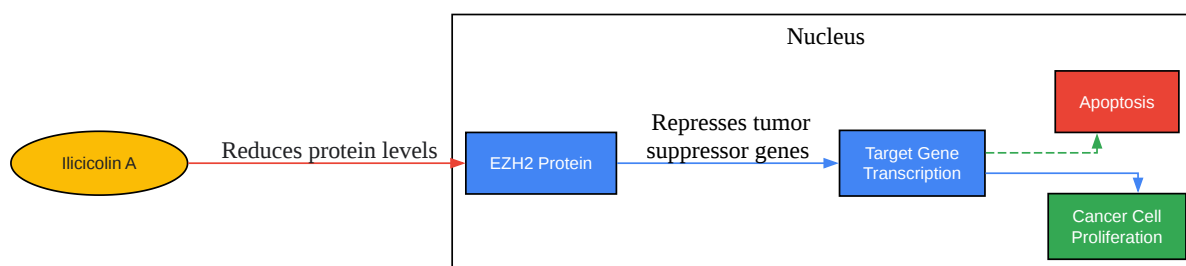 Nucleus
Ilicicolin A
Reduces protein levels
EZH2 Protein
Represses tumor
suppressor genes
Target Gene
Transcription
Apoptosis
Cancer Cell
Proliferation